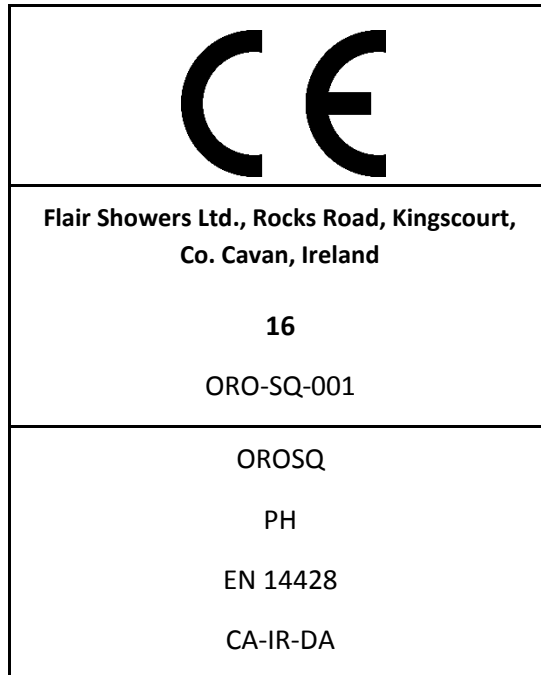 CE
Flair Showers Ltd., Rocks Road, Kingscourt,
Co. Cavan, Ireland
16
ORO-SQ-001
OROSQ
PH
EN 14428
CA-IR-DA